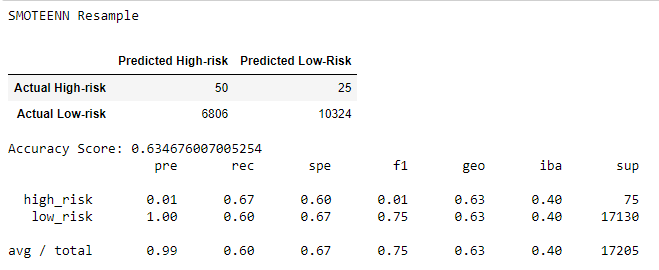 SMOTEENN Resample
Predicted High-risk Predicted Low-Risk
Actual High-risk 50 25
Actual Low-risk 6806 10324
Accuracy Score: 0.634676007005254
pre rec spe f1 geo iba sup
high_risk 0.01 0.67 0.60 0.01 0.63 0.40 75
low_risk 1.00 0.60 0.67 0.75 0.63 0.40 17130
avg / total 0.99 0.60 0.67 0.75 0.63 0.40 17205